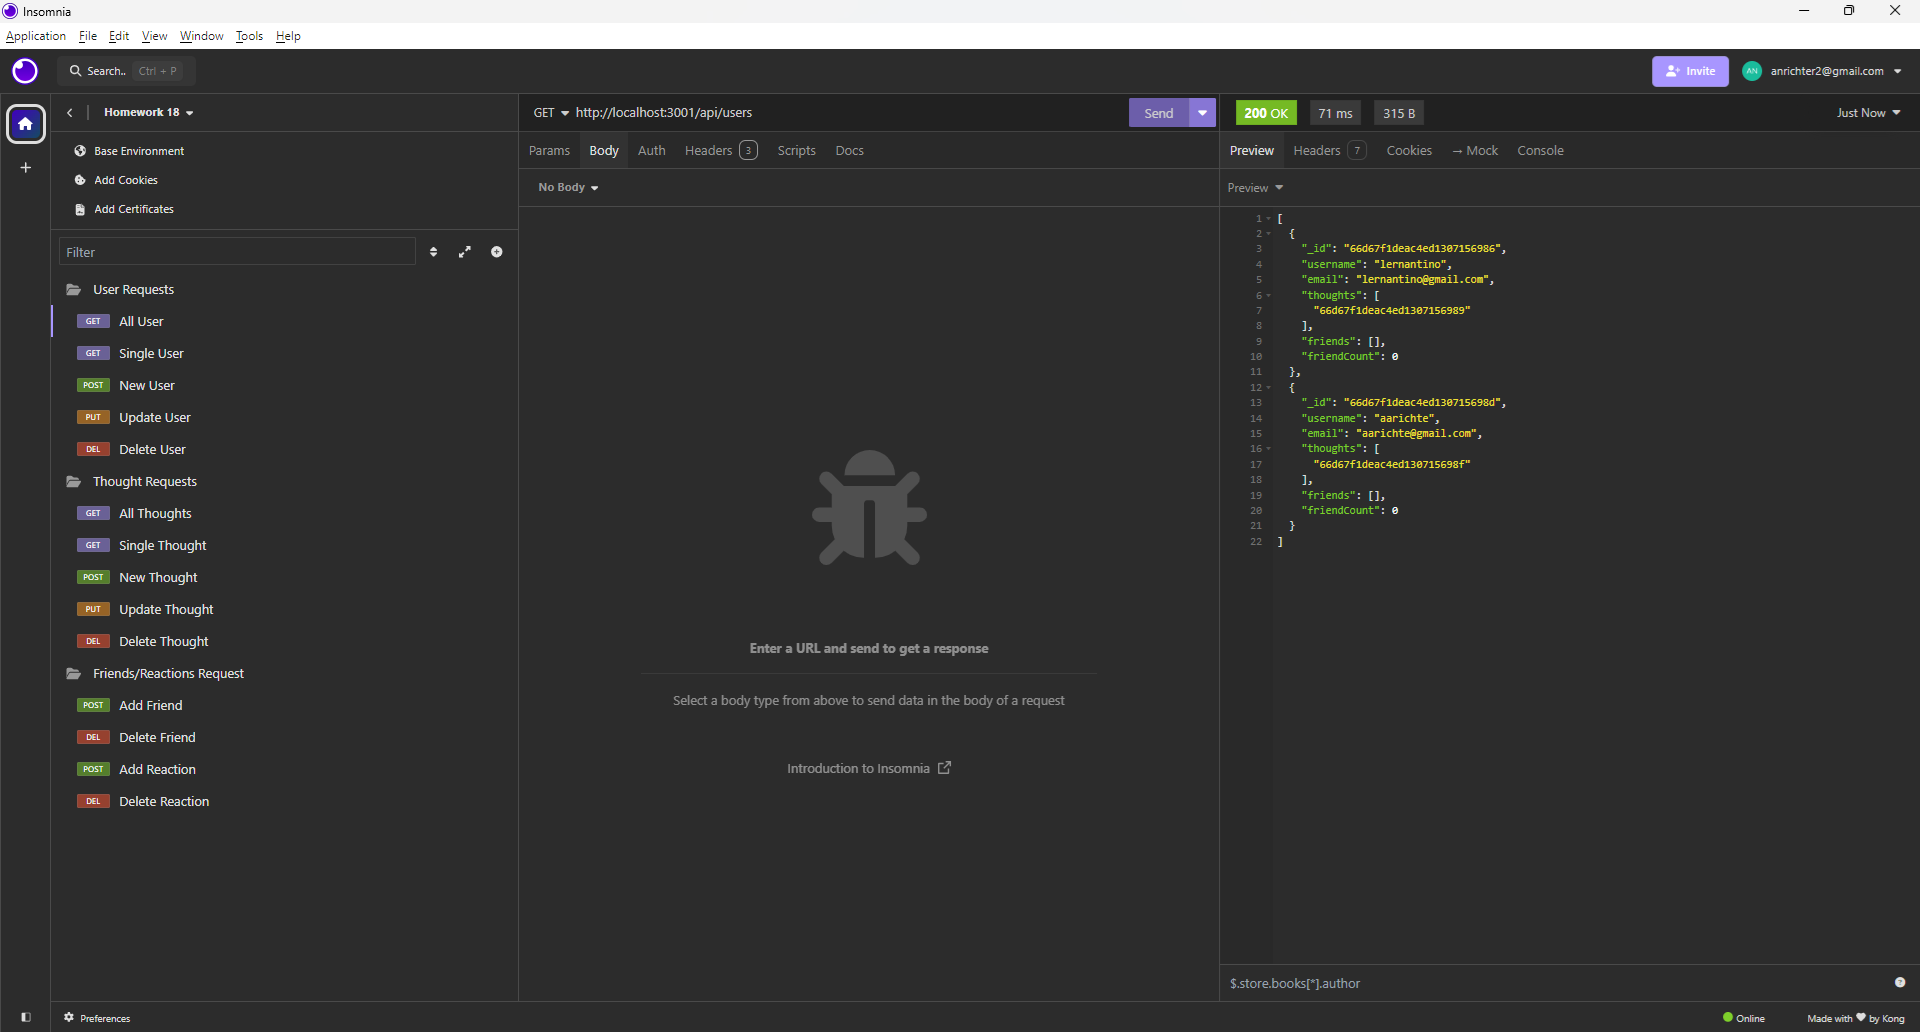 Insomnia
Application File Edit View Window Tools Help
Search.. Ctrl + P
Invite
AN anrichter2@gmail.com
Homework 18
Base Environment
Add Cookies
Add Certificates
Filter
User Requests
GET All User
GET Single User
POST New User
PUT Update User
DEL Delete User
Thought Requests
GET All Thoughts
GET Single Thought
POST New Thought
PUT Update Thought
DEL Delete Thought
Friends/Reactions Request
POST Add Friend
DEL Delete Friend
POST Add Reaction
DEL Delete Reaction
GET http://localhost:3001/api/users Send
Params Body Auth Headers 3 Scripts Docs
No Body
Enter a URL and send to get a response
Select a body type from above to send data in the body of a request
Introduction to Insomnia
200 OK 71 ms 315 B Just Now
Preview Headers 7 Cookies → Mock Console
Preview
1 [
2 {
3 "_id": "66d67f1deac4ed1307156986",
4 "username": "lernantino",
5 "email": "lernantino@gmail.com",
6 "thoughts": [
7 "66d67f1deac4ed1307156989"
8 ],
9 "friends": [],
10 "friendCount": 0
11 },
12 {
13 "_id": "66d67f1deac4ed130715698d",
14 "username": "aarichte",
15 "email": "aarichte@gmail.com",
16 "thoughts": [
17 "66d67f1deac4ed130715698f"
18 ],
19 "friends": [],
20 "friendCount": 0
21 }
22 ]
$.store.books[*].author
Preferences
Online
Made with ♥ by Kong